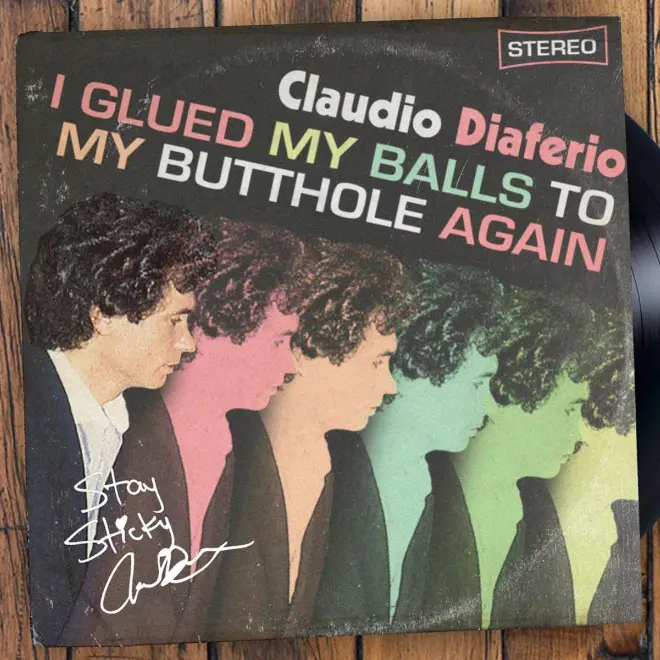 STEREO
Claudio Diaferio
I GLUED MY BALLS TO
MY BUTTHOLE AGAIN
Stay
Sticky